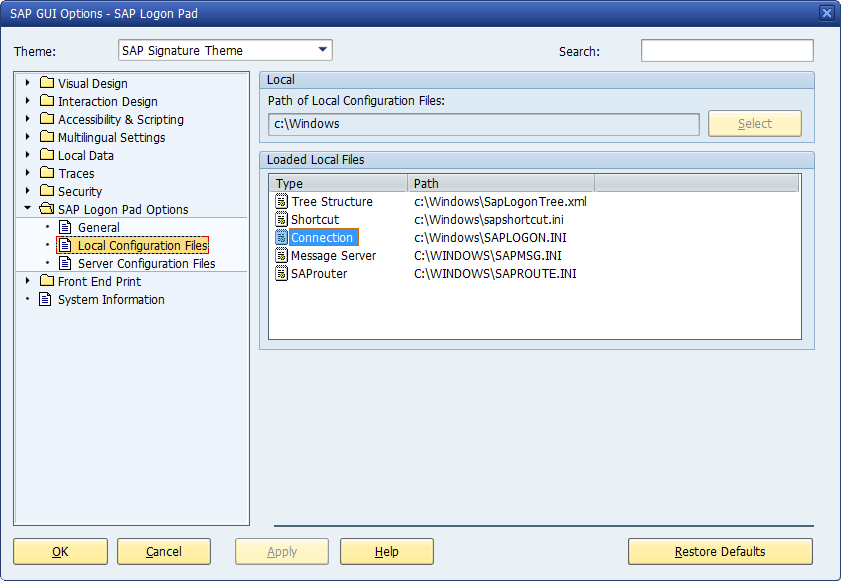 SAP GUI Options - SAP Logon Pad
Theme: SAP Signature Theme Search:
Visual Design
Interaction Design
Accessibility & Scripting
Multilingual Settings
Local Data
Traces
Security
SAP Logon Pad Options
General
Local Configuration Files
Server Configuration Files
Front End Print
System Information
Local
Path of Local Configuration Files:
c:\Windows Select
Loaded Local Files
Type Path
Tree Structure c:\Windows\SapLogonTree.xml
Shortcut c:\Windows\sapshortcut.ini
Connection c:\Windows\SAPLOGON.INI
Message Server C:\WINDOWS\SAPMSG.INI
SAProuter C:\WINDOWS\SAPROUTE.INI
OK Cancel Apply Help Restore Defaults